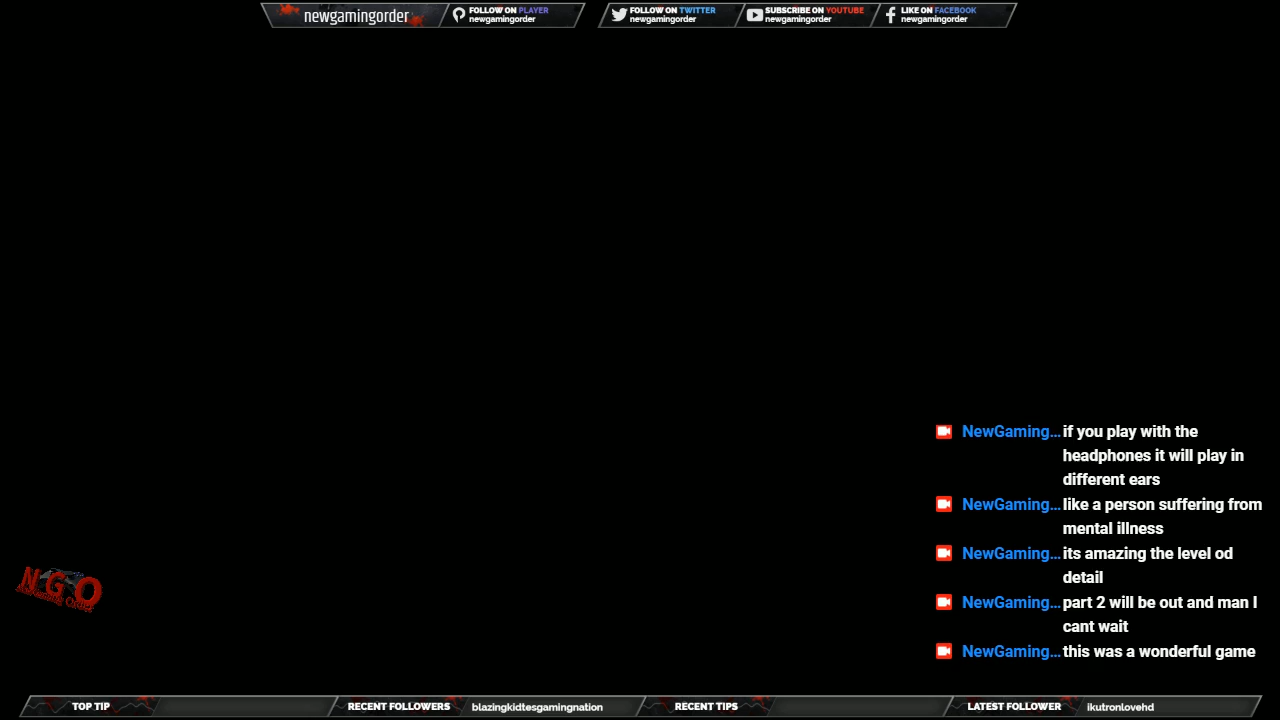 newgamingorder
FOLLOW ON PLAYER
newgamingorder
FOLLOW ON TWITTER
newgamingorder
SUBSCRIBE ON YOUTUBE
newgamingorder
LIKE ON FACEBOOK
newgamingorder
NewGaming... if you play with the
headphones it will play in
different ears
NewGaming... like a person suffering from
mental illness
NewGaming... its amazing the level od
detail
NewGaming... part 2 will be out and man I
cant wait
NewGaming... this was a wonderful game
NGO
TOP TIP
RECENT FOLLOWERS blazingkidtesgamingnation
RECENT TIPS
LATEST FOLLOWER ikutronlovehd